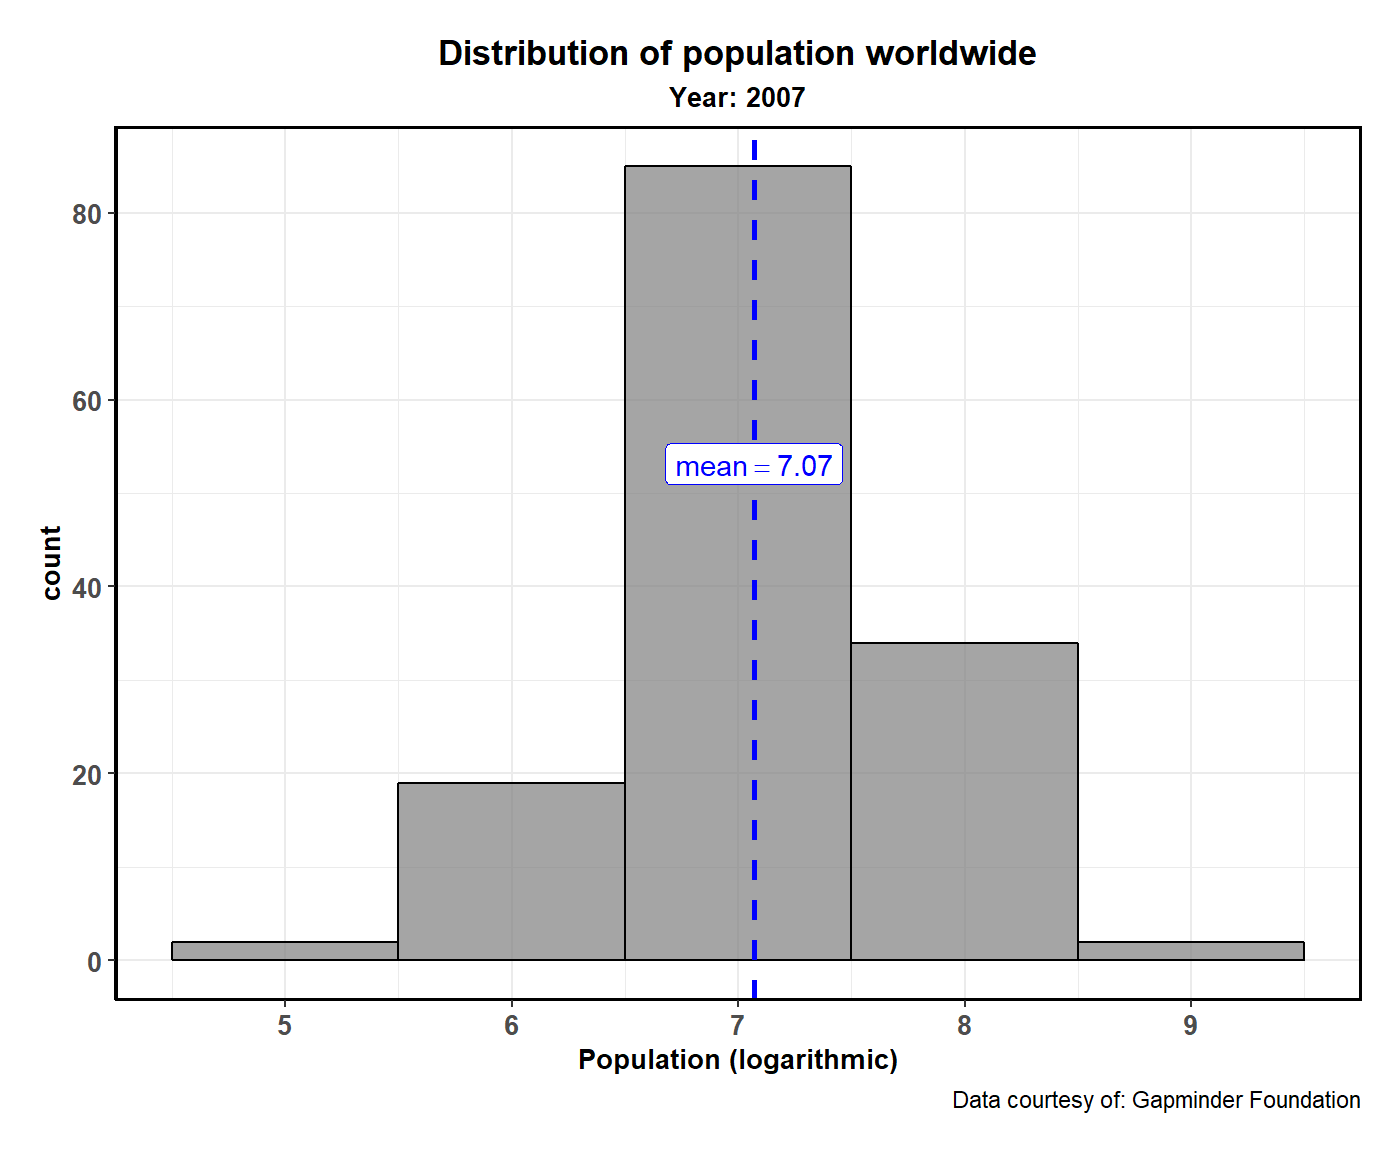 Distribution of population worldwide
Year: 2007
80
60
40
20
0
count
mean = 7.07
5 6 7 8 9
Population (logarithmic)
Data courtesy of: Gapminder Foundation